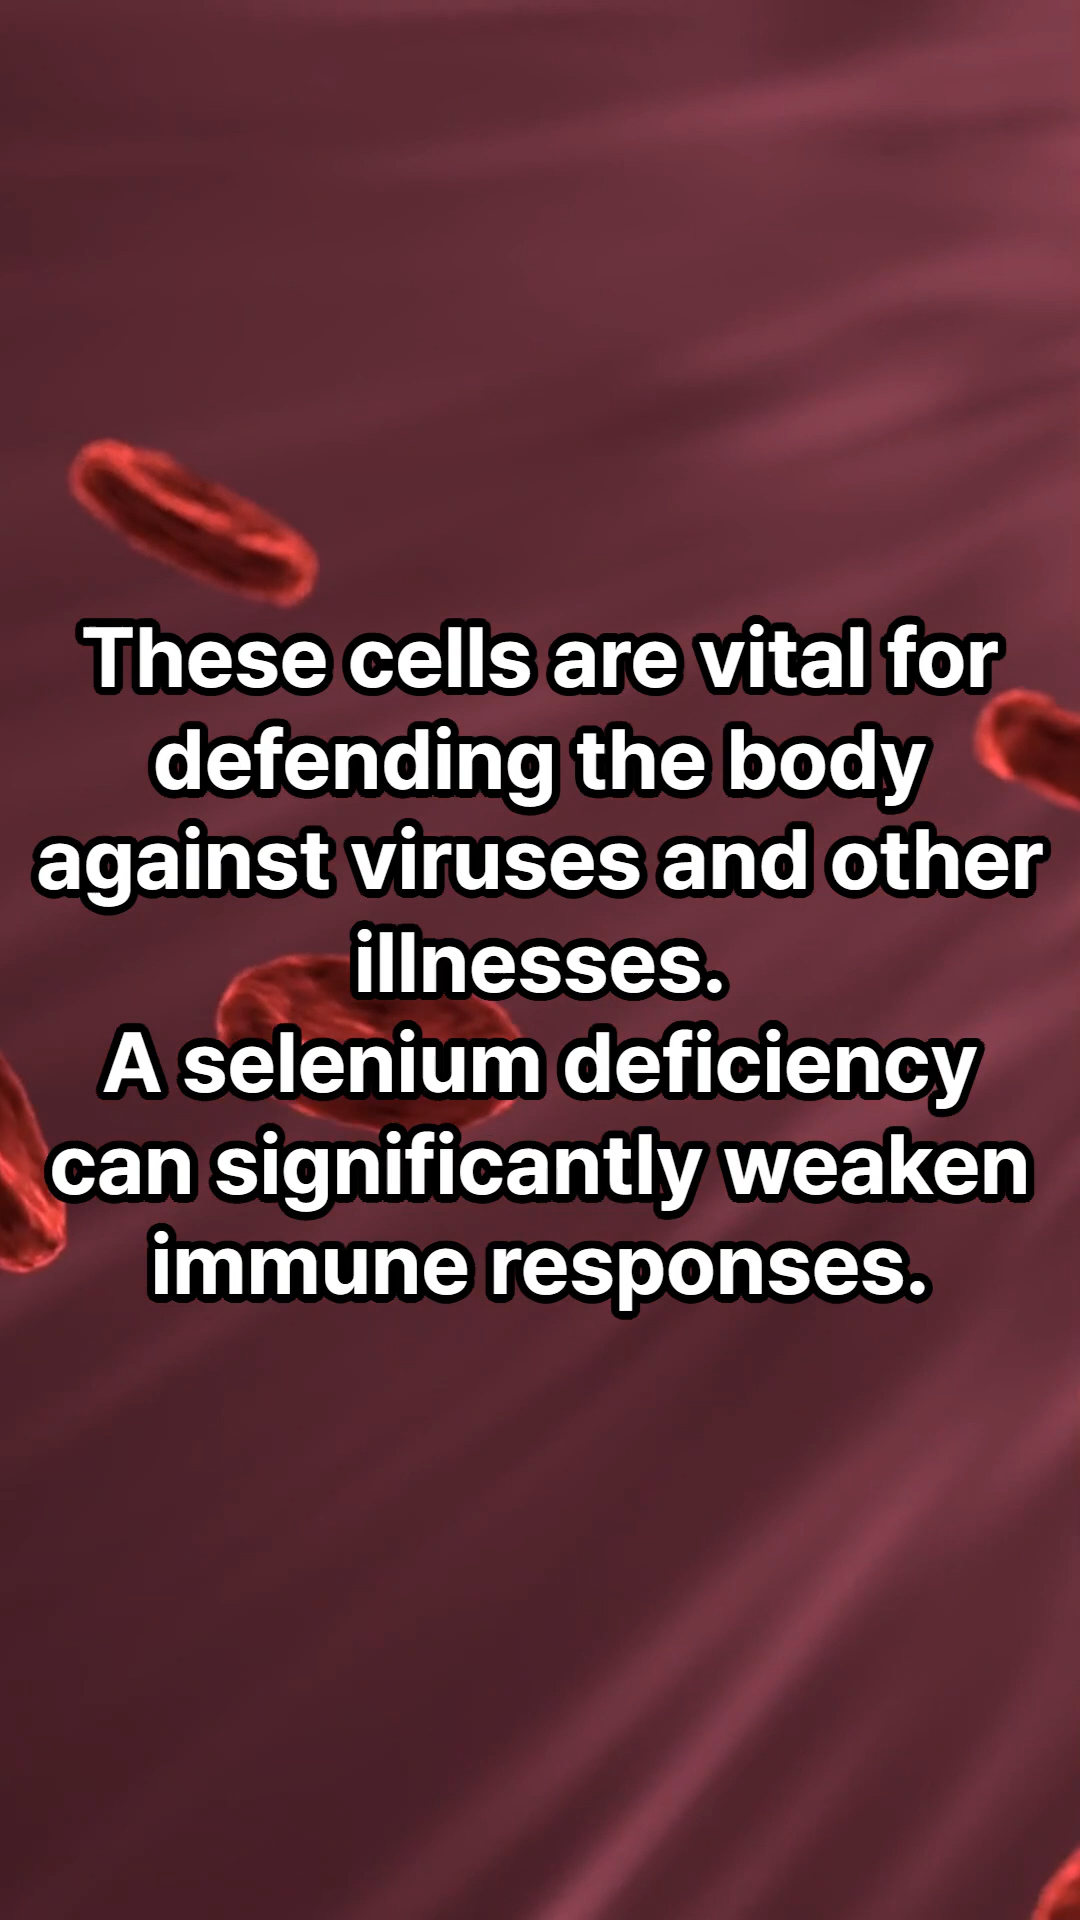 These cells are vital for
defending the body
against viruses and other
illnesses.
A selenium deficiency
can significantly weaken
immune responses.